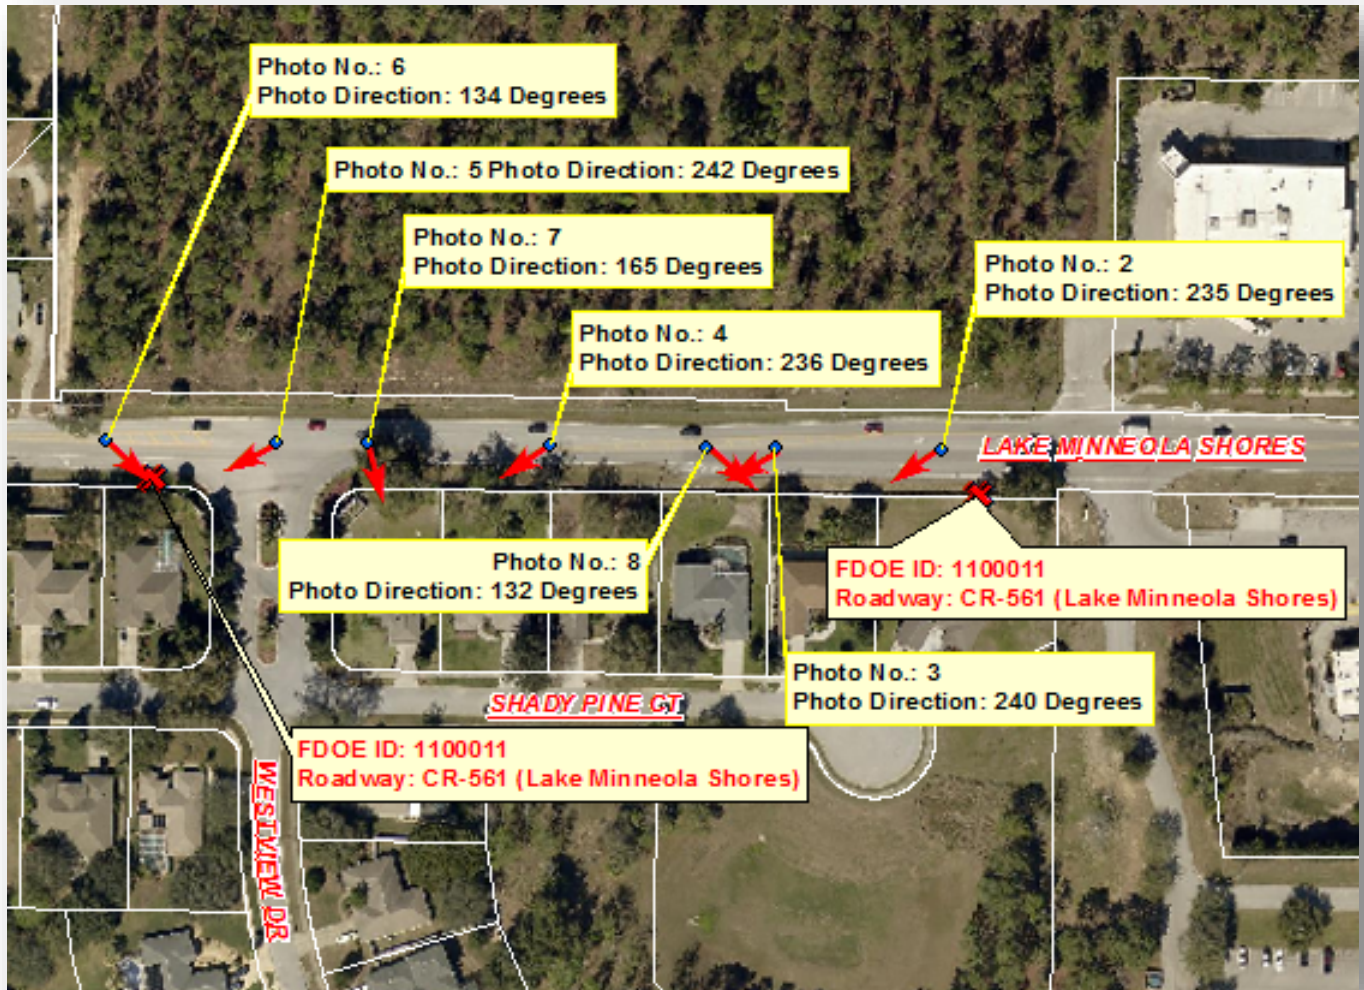 Photo No.: 6
Photo Direction: 134 Degrees
Photo No.: 5 Photo Direction: 242 Degrees
Photo No.: 7
Photo Direction: 165 Degrees
Photo No.: 2
Photo Direction: 235 Degrees
Photo No.: 4
Photo Direction: 236 Degrees
LAKE MINNEOLA SHORES
Photo No.: 8
Photo Direction: 132 Degrees
FDOE ID: 1100011
Roadway: CR-561 (Lake Minneola Shores)
Photo No.: 3
Photo Direction: 240 Degrees
SHADY PINE CT
FDOE ID: 1100011
Roadway: CR-561 (Lake Minneola Shores)
WESTVIEW DR